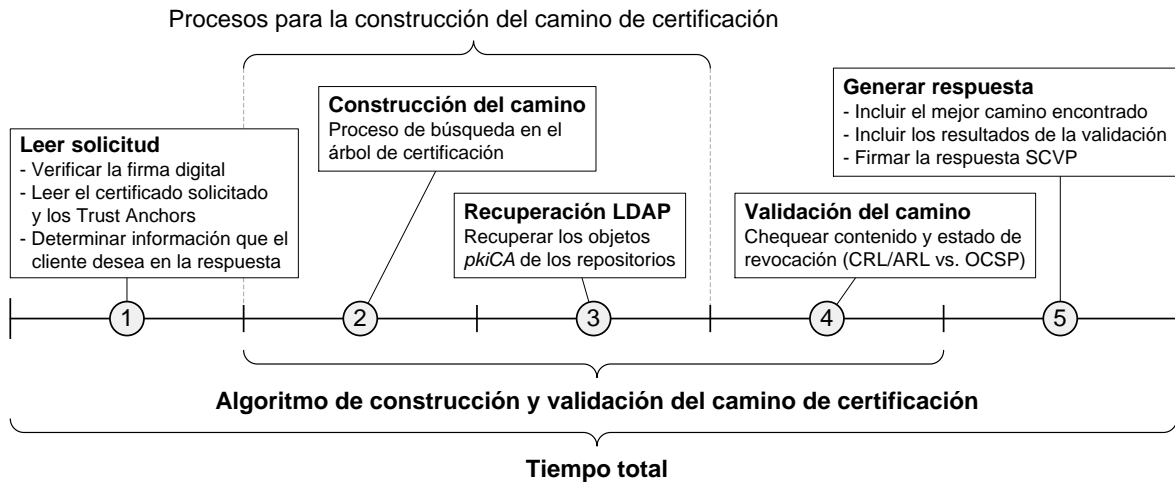 Procesos para la construcción del camino de certificación
Leer solicitud
- Verificar la firma digital
- Leer el certificado solicitado
y los Trust Anchors
- Determinar información que el
cliente desea en la respuesta
Construcción del camino
Proceso de búsqueda en el
árbol de certificación
Recuperación LDAP
Recuperar los objetos
pkiCA de los repositorios
Validación del camino
Chequear contenido y estado de
revocación (CRL/ARL vs. OCSP)
Generar respuesta
- Incluir el mejor camino encontrado
- Incluir los resultados de la validación
- Firmar la respuesta SCVP
1 2 3 4 5
Algoritmo de construcción y validación del camino de certificación
Tiempo total